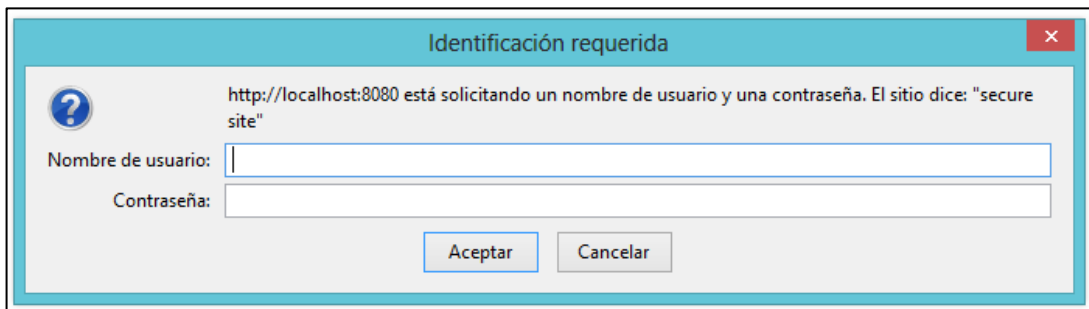 Identificación requerida
http://localhost:8080 está solicitando un nombre de usuario y una contraseña. El sitio dice: "secure
site"
Nombre de usuario:
Contraseña:
Aceptar
Cancelar